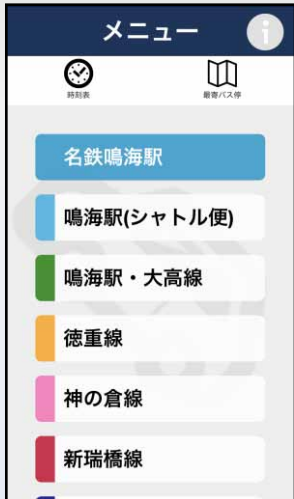 メニュー
i
時刻表
最寄バス停
名鉄鳴海駅
鳴海駅(シャトル便)
鳴海駅・大高線
徳重線
神の倉線
新瑞橋線